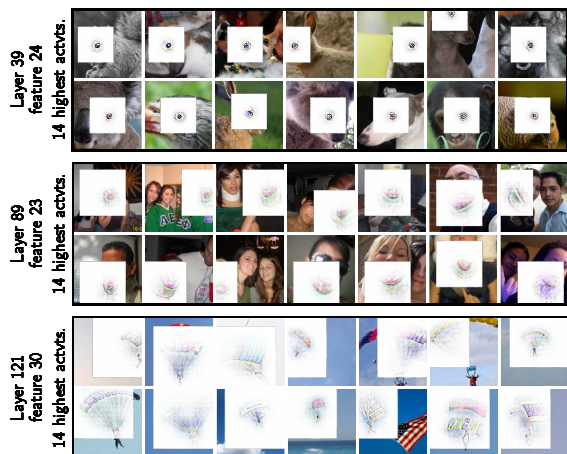 Layer 39
feature 24
14 highest actvts.
Layer 89
feature 23
14 highest actvts.
Layer 121
feature 30
14 highest actvts.